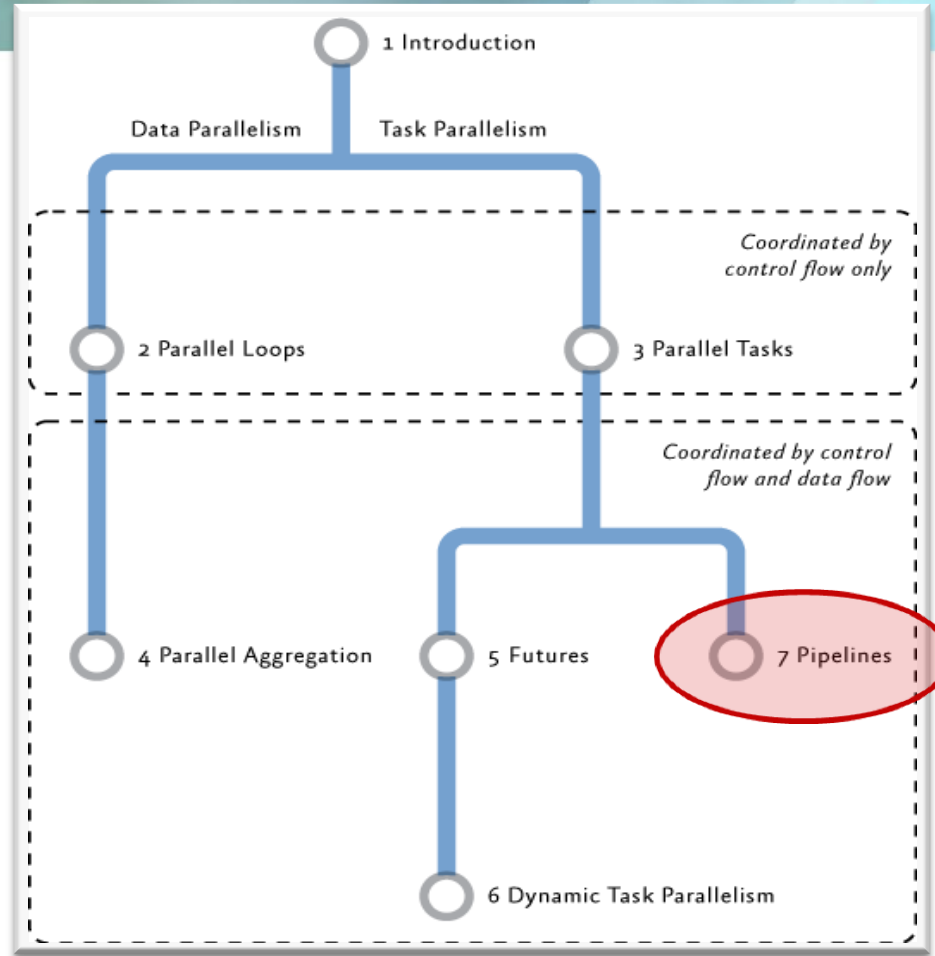 1 Introduction
Data Parallelism
Task Parallelism
Coordinated by
control flow only
2 Parallel Loops
3 Parallel Tasks
Coordinated by control
flow and data flow
4 Parallel Aggregation
5 Futures
7 Pipelines
6 Dynamic Task Parallelism